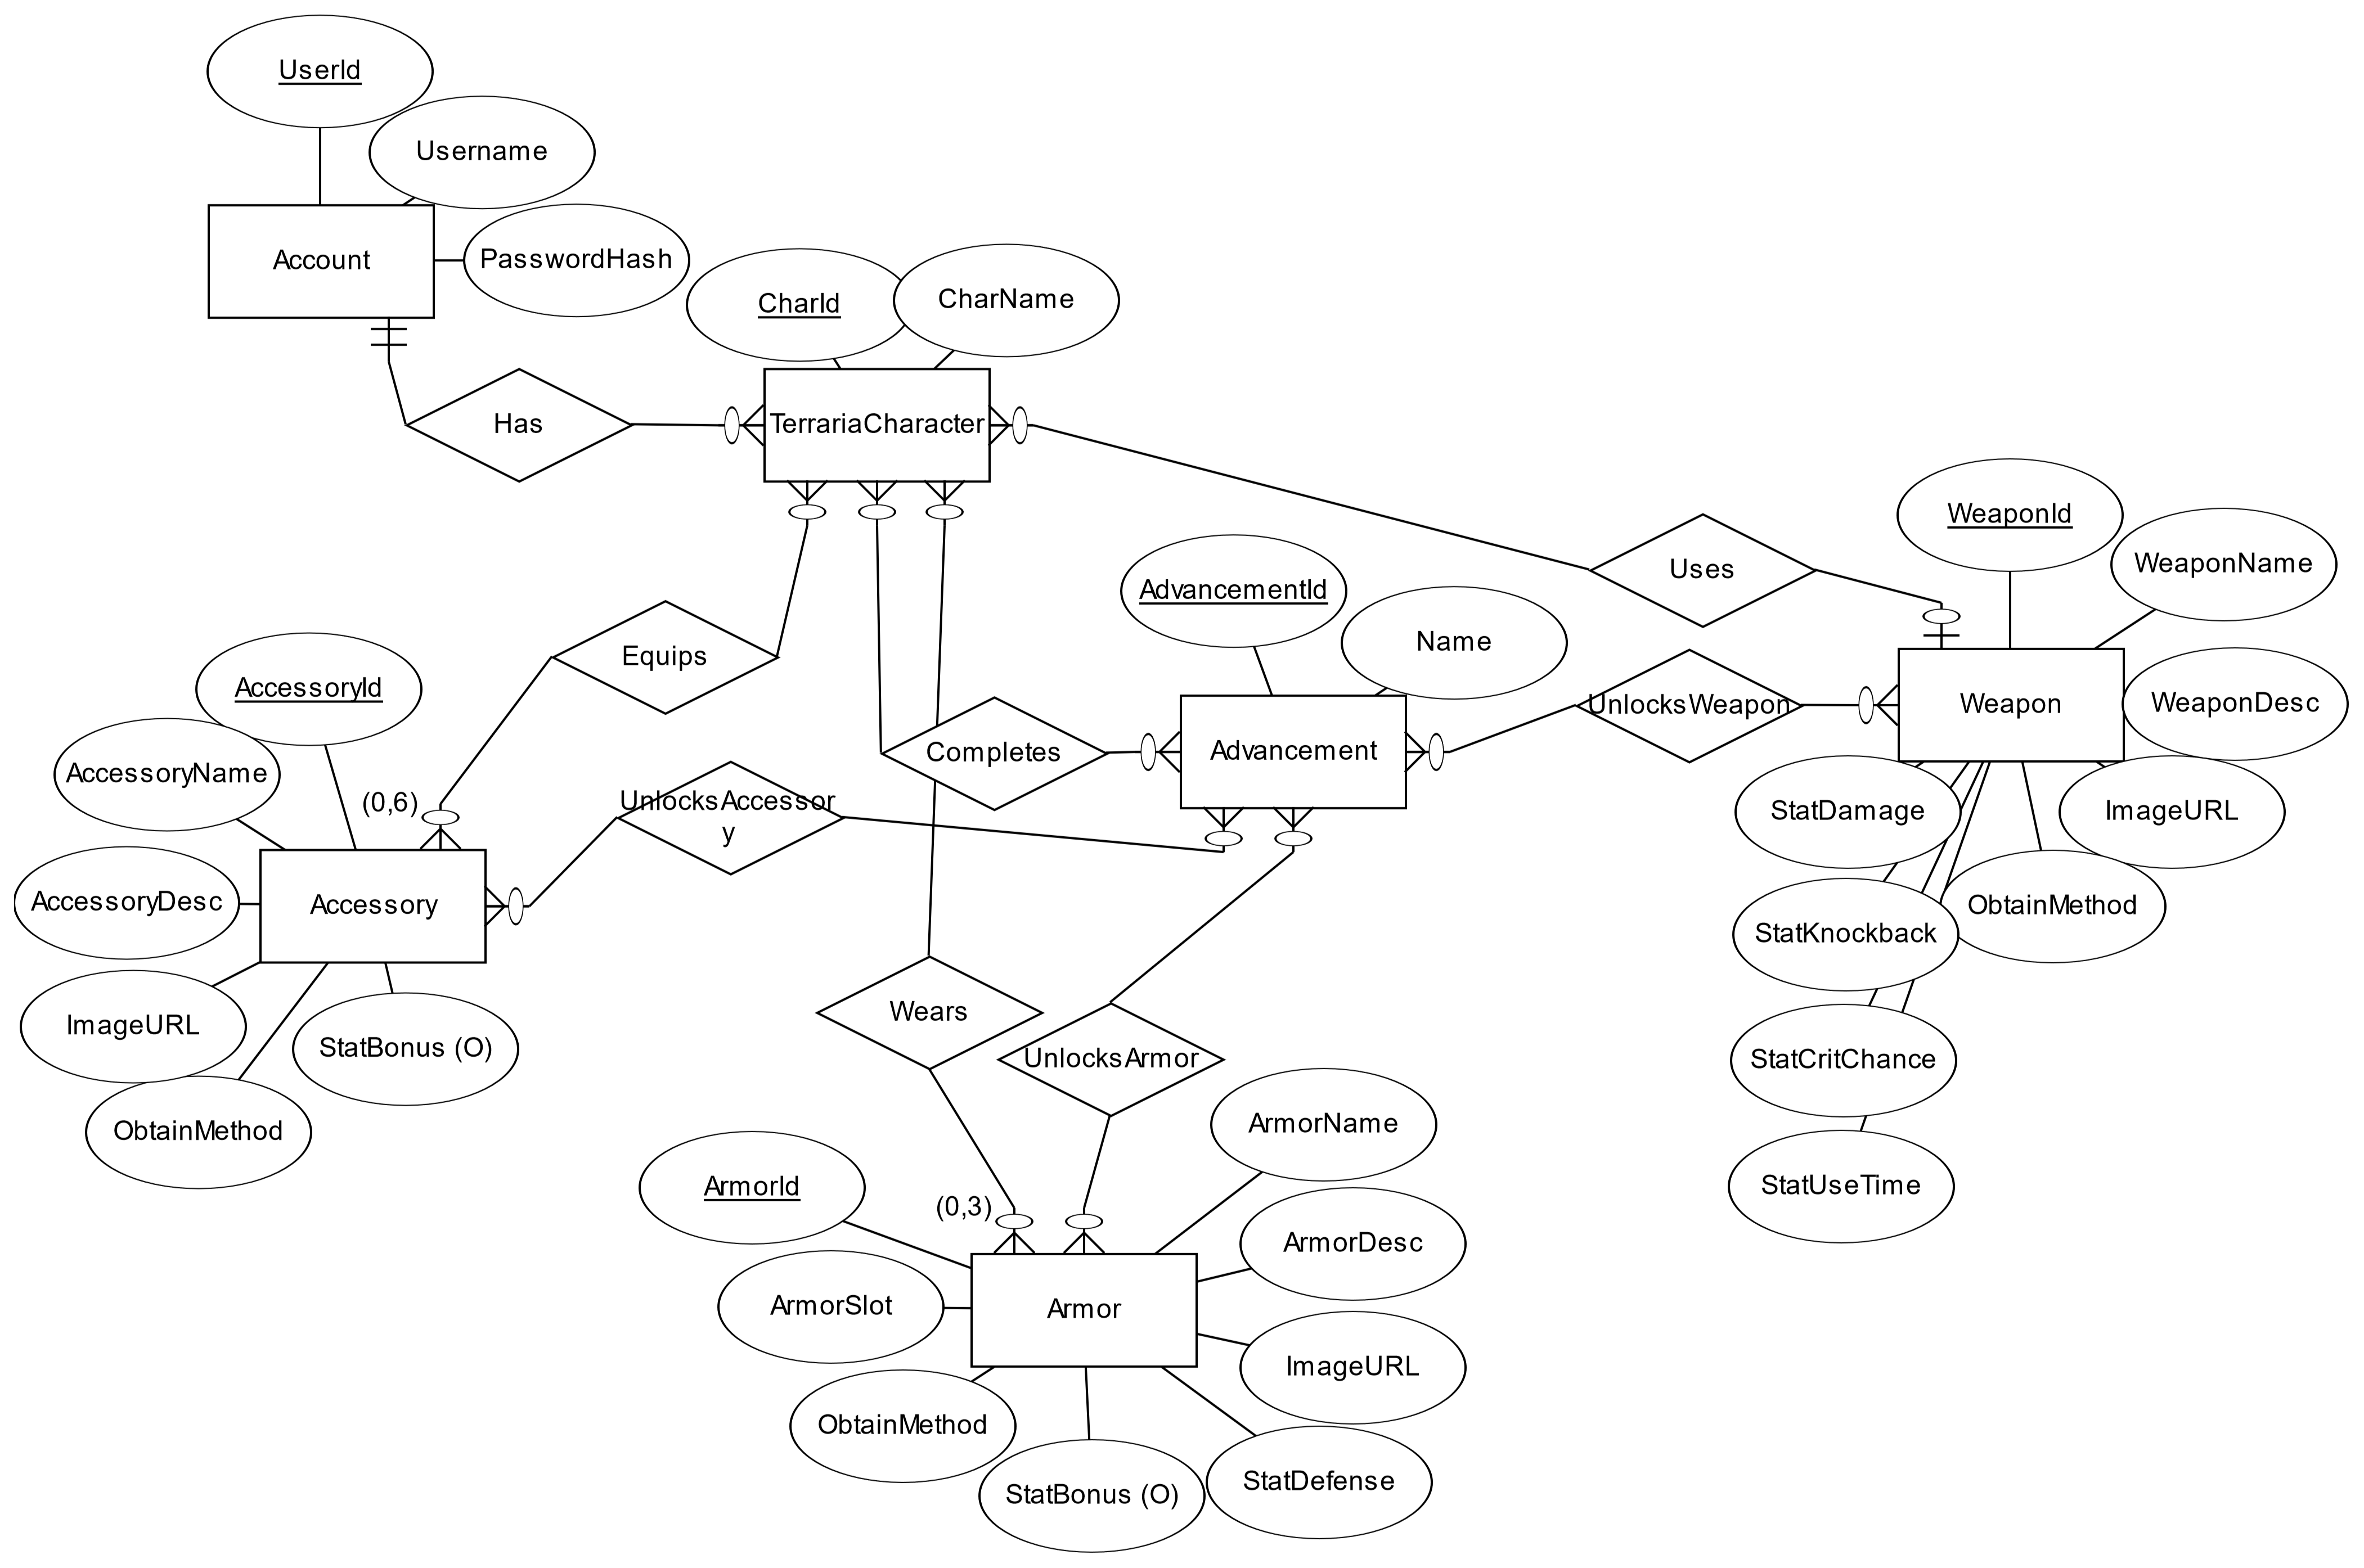 UserId
Username
Account
PasswordHash
CharId
CharName
Has
TerrariaCharacter
Uses
WeaponId
WeaponName
AdvancementId
Name
Equips
AccessoryId
UnlocksWeapon
Weapon
WeaponDesc
Completes
Advancement
AccessoryName
(0,6)
UnlocksAccessor
y
StatDamage
ImageURL
AccessoryDesc
Accessory
ObtainMethod
StatKnockback
ImageURL
StatBonus (O)
Wears
UnlocksArmor
StatCritChance
ObtainMethod
ArmorName
ArmorId
StatUseTime
(0,3)
ArmorDesc
ArmorSlot
Armor
ImageURL
ObtainMethod
StatBonus (O)
StatDefense